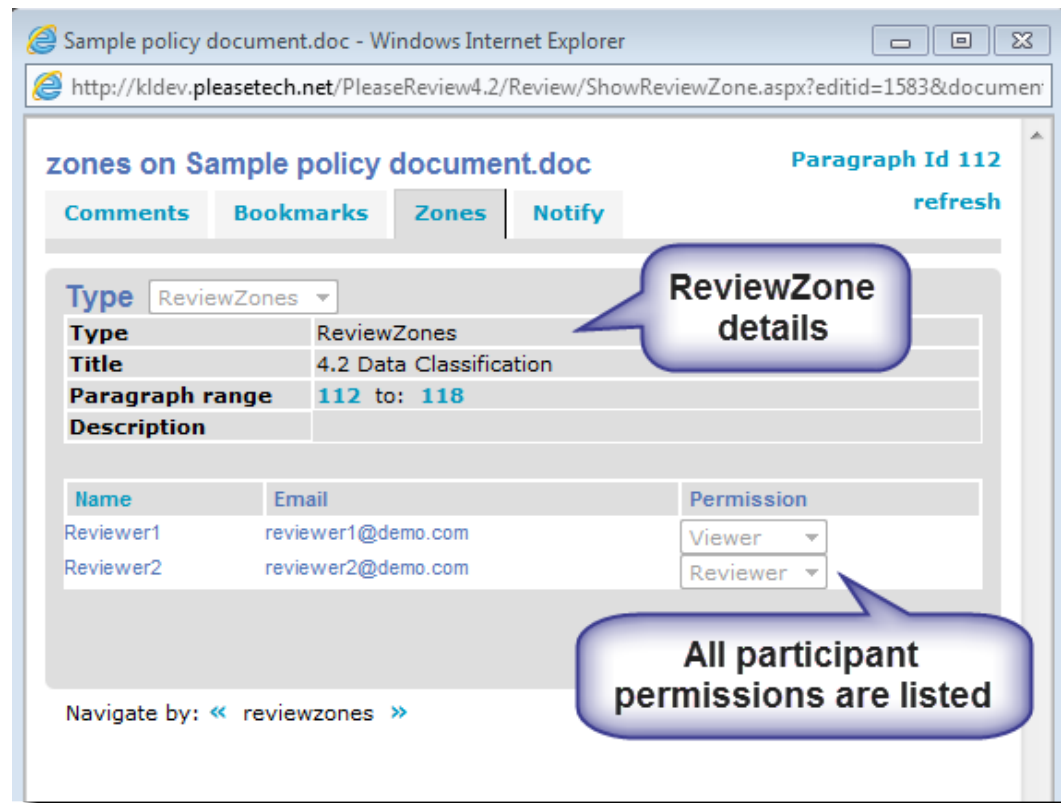 Sample policy document.doc - Windows Internet Explorer
http://kldev.pleasetech.net/PleaseReview4.2/Review/ShowReviewZone.aspx?editid=1583&documen
zones on Sample policy document.doc
Paragraph Id 112
refresh
Comments Bookmarks Zones Notify
Type ReviewZones
Type ReviewZones
Title 4.2 Data Classification
Paragraph range 112 to: 118
Description
ReviewZone
details
Name Email Permission
Reviewer1 reviewer1@demo.com Viewer
Reviewer2 reviewer2@demo.com Reviewer
All participant
permissions are listed
Navigate by: « reviewzones »